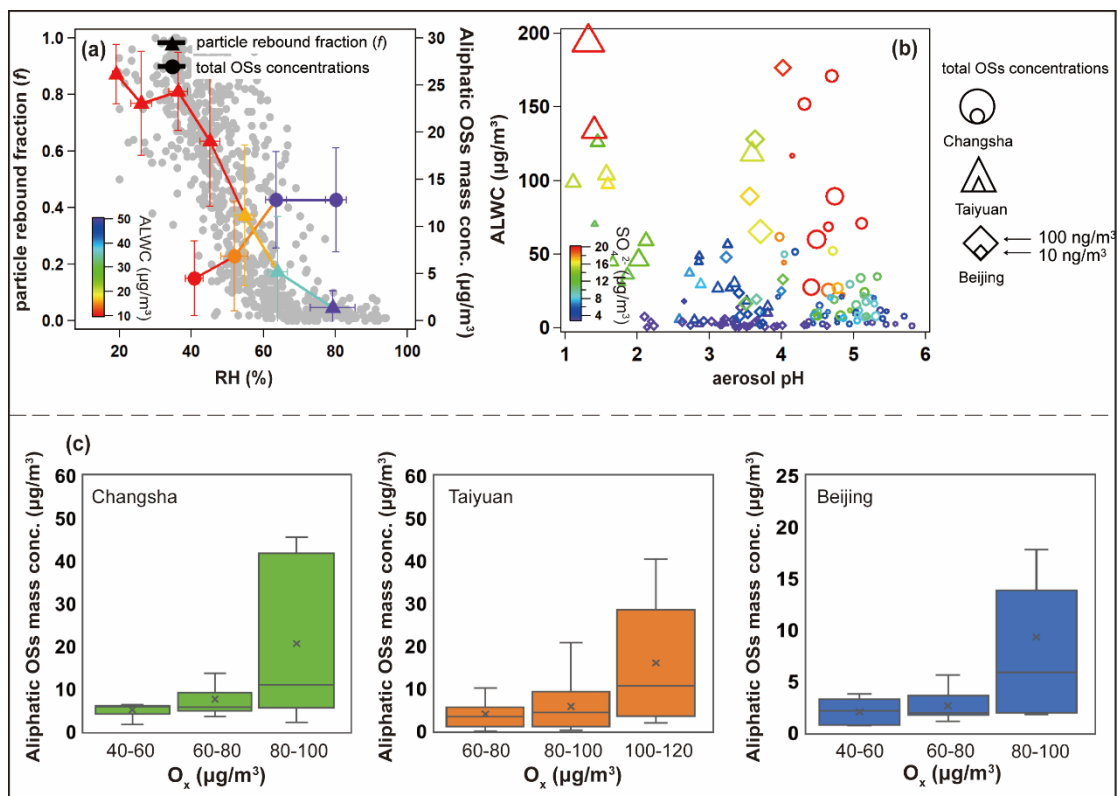 (a)
particle rebound fraction (f)
total OSs concentrations
particle rebound fraction (f)
1.0
0.8
0.6
0.4
0.2
0.0
Aliphatic OSs mass conc. (µg/m³)
30
25
20
15
10
5
0
ALWC (µg/m³)
50
40
30
20
10
20
40
60
80
100
RH (%)
(b)
ALWC (µg/m³)
200
150
100
50
0
SO₄²⁻ (µg/m³)
20
16
12
8
4
1
2
3
4
5
6
aerosol pH
total OSs concentrations
Changsha
Taiyuan
100 ng/m³
10 ng/m³
Beijing
(c)
Changsha
Aliphatic OSs mass conc. (µg/m³)
60
50
40
30
20
10
0
40-60 60-80 80-100
Oₓ (µg/m³)
Taiyuan
Aliphatic OSs mass conc. (µg/m³)
60
50
40
30
20
10
0
60-80 80-100 100-120
Oₓ (µg/m³)
Beijing
Aliphatic OSs mass conc. (µg/m³)
25
20
15
10
5
0
40-60 60-80 80-100
Oₓ (µg/m³)